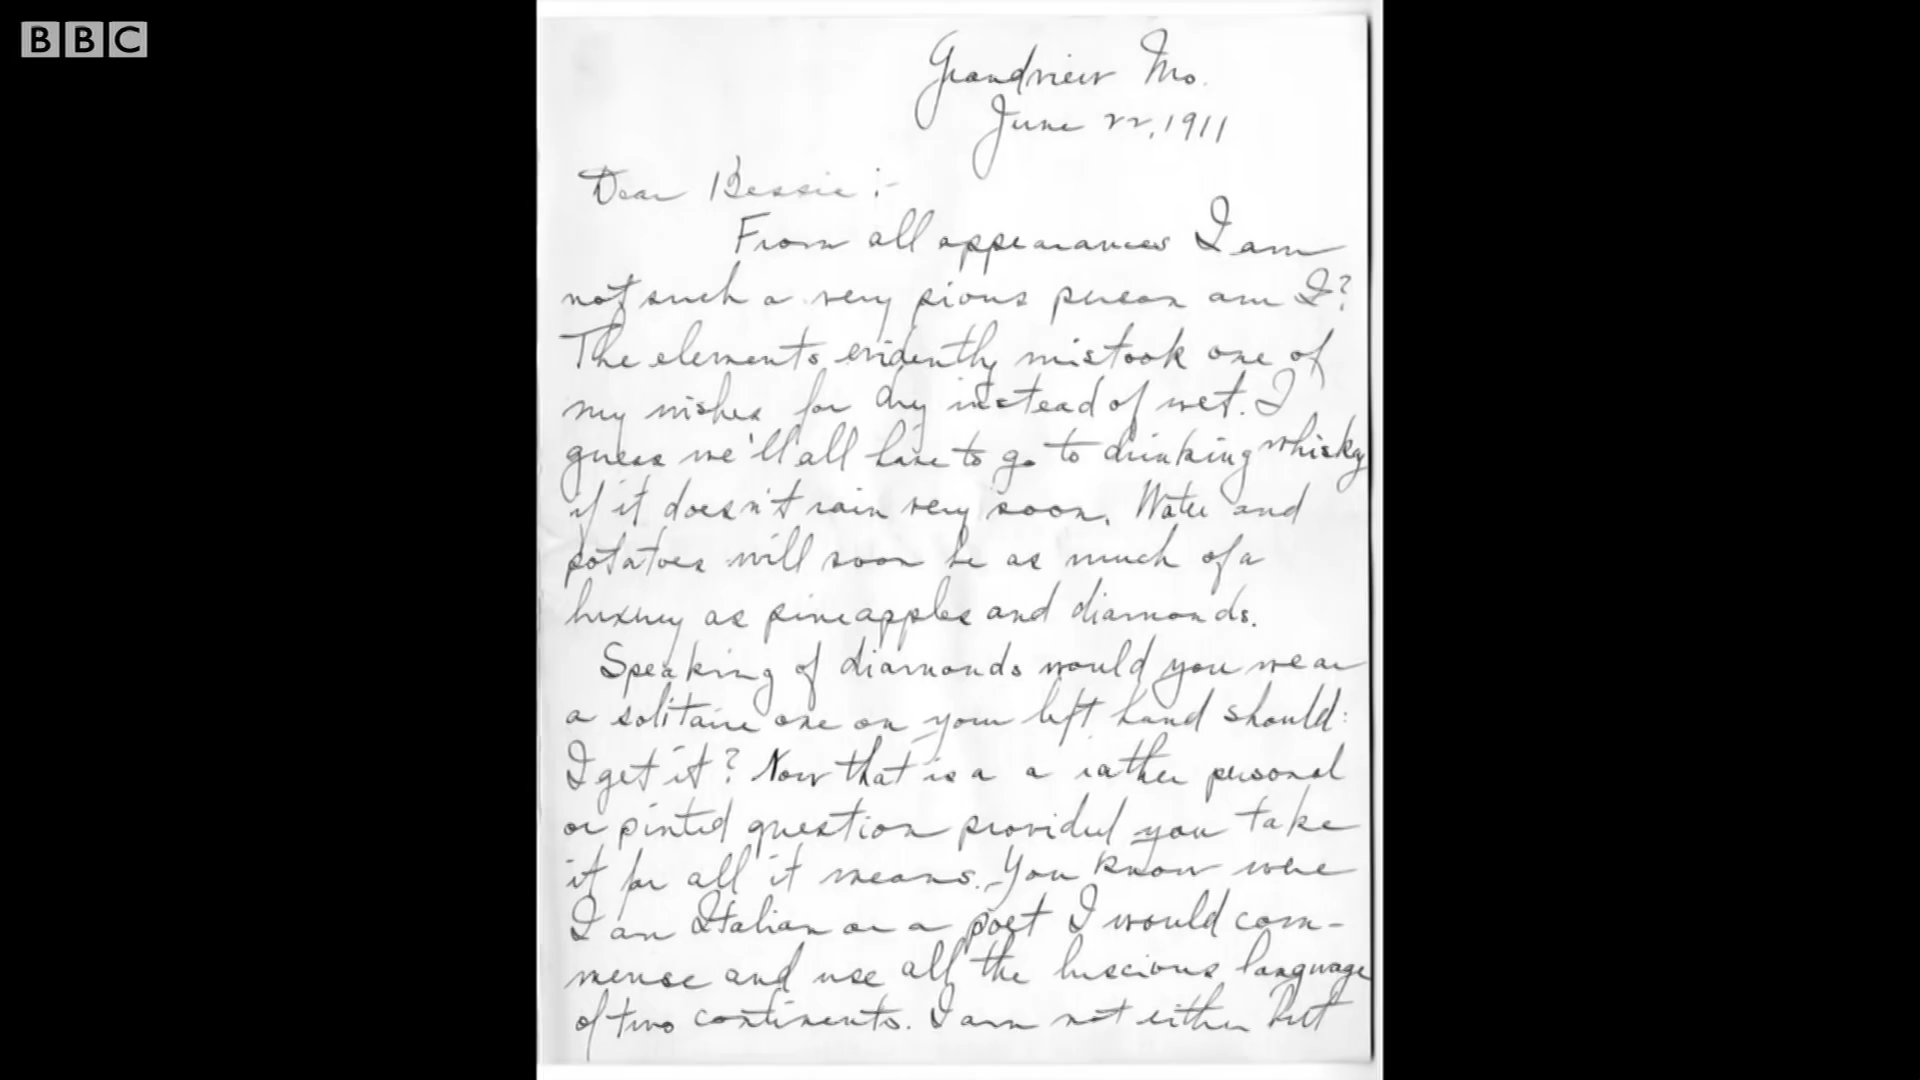 BBC
Grandview Mo.
June 22, 1911
Dear Bessie :-
From all appearances I am
not such a very pious person am I?
The elements evidently mistook one of
my wishes for dry instead of wet. I
guess we'll all have to go to drinking whisky
if it doesn't rain very soon. Water and
potatoes will soon be as much of a
luxury as pineapples and diamonds.
Speaking of diamonds would you wear
a solitaire one on your left hand should
I get it? Now that is a a rather personal
or pinted question provided you take
it for all it means. You know were
I an Italian or a poet I would com-
mense and use all the luscious language
of two continents. I am not either but